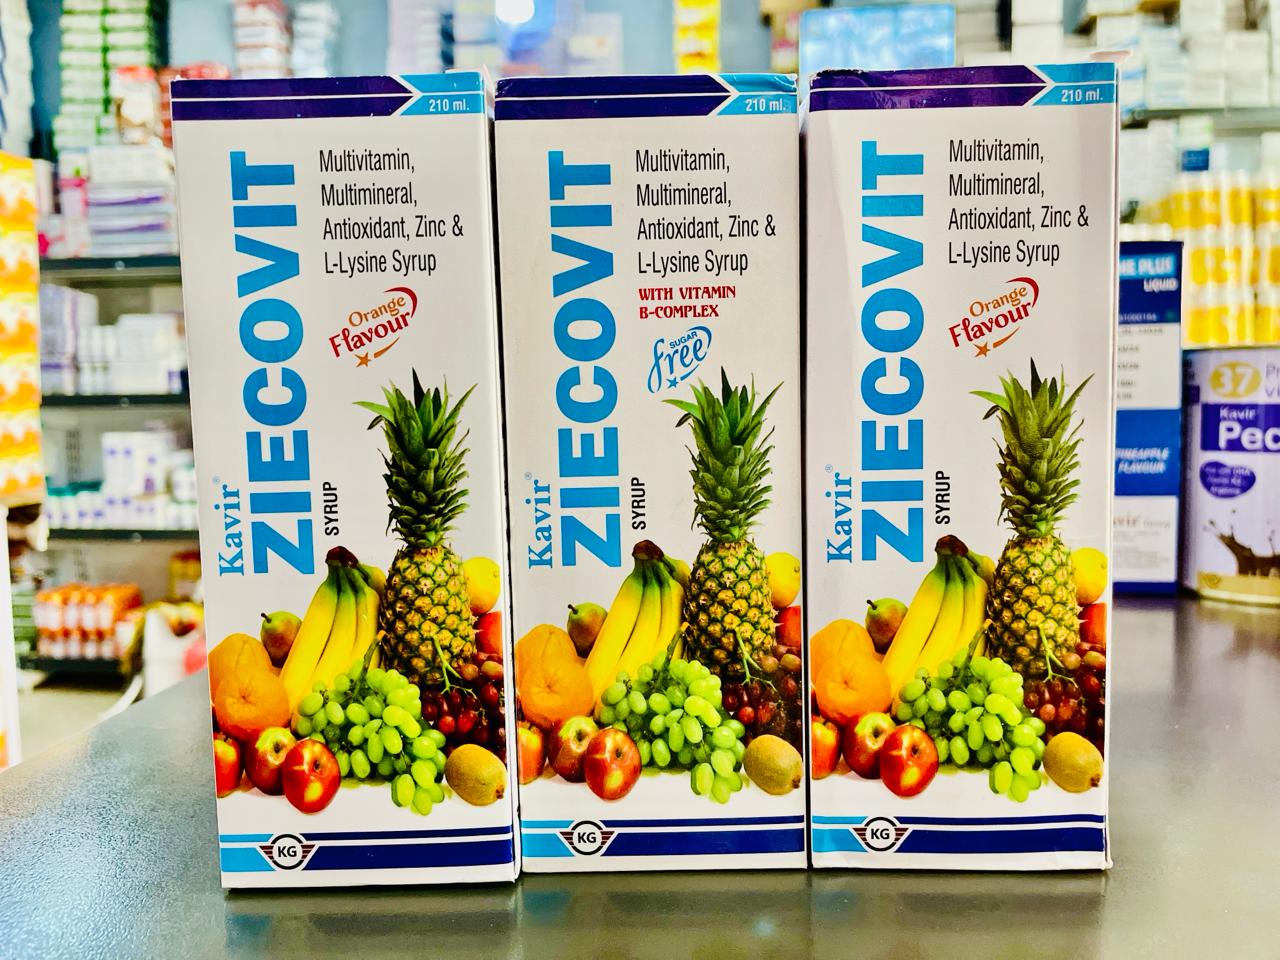 210 ml.
Multivitamin,
Multimineral,
Antioxidant, Zinc &
L-Lysine Syrup
Orange
Flavour
Kavir®
ZIECOVIT
SYRUP
KG
210 ml.
Multivitamin,
Multimineral,
Antioxidant, Zinc &
L-Lysine Syrup
WITH VITAMIN
B-COMPLEX
SUGAR
free
Kavir®
ZIECOVIT
SYRUP
KG
210 ml.
Multivitamin,
Multimineral,
Antioxidant, Zinc &
L-Lysine Syrup
Orange
Flavour
Kavir®
ZIECOVIT
SYRUP
KG
PLUS
LIQUID
PINEAPPLE
FLAVOUR
37
Kavir